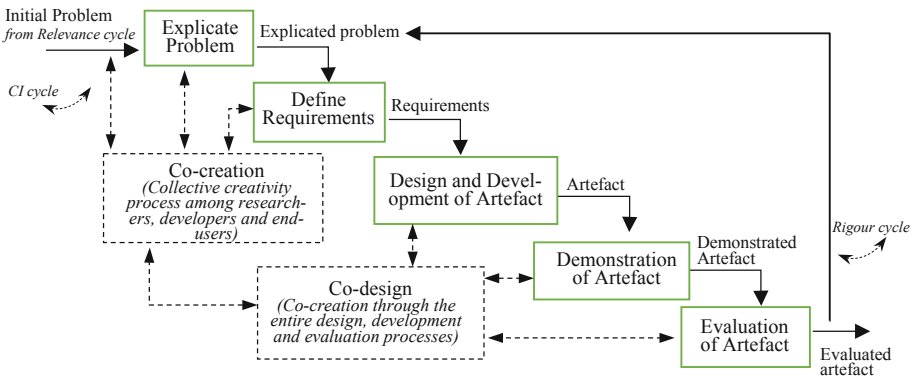 Initial Problem
from Relevance cycle
Explicate
Problem
Explicated problem
CI cycle
Define
Requirements
Requirements
Co-creation
(Collective creativity
process among research-
ers, developers and end-
users)
Design and Devel-
opment of Artefact
Artefact
Rigour cycle
Demonstration
of Artefact
Demonstrated
Artefact
Co-design
(Co-creation through the
entire design, development
and evaluation processes)
Evaluation
of Artefact
Evaluated
artefact